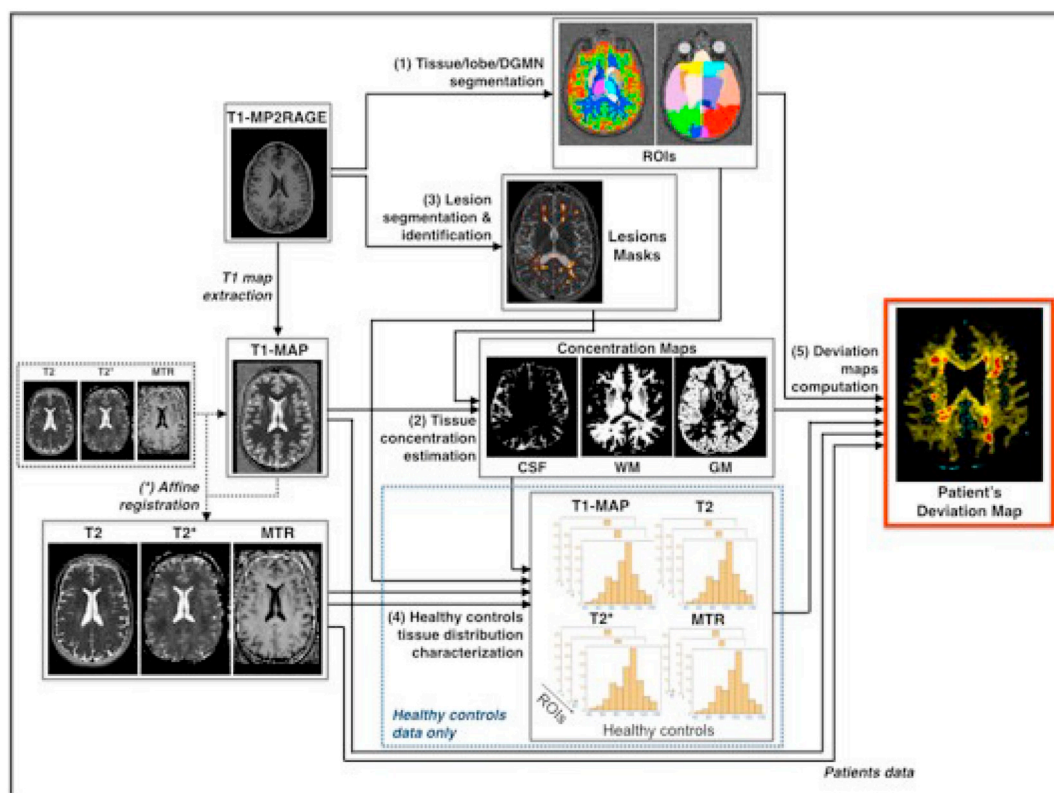 (1) Tissue/lobe/DGMN
segmentation
T1-MP2RAGE
ROIs
(3) Lesion
segmentation &
identification
Lesions
Masks
T1 map
extraction
T1-MAP
Concentration Maps
(5) Deviation
maps
computation
T2
T2*
MTR
(2) Tissue
concentration
estimation
CSF
WM
GM
(*) Affine
registration
Patient's
Deviation Map
T1-MAP
T2
T2
T2*
MTR
(4) Healthy controls
tissue distribution
characterization
T2*
MTR
ROIs
Healthy controls
Healthy controls
data only
Patients data